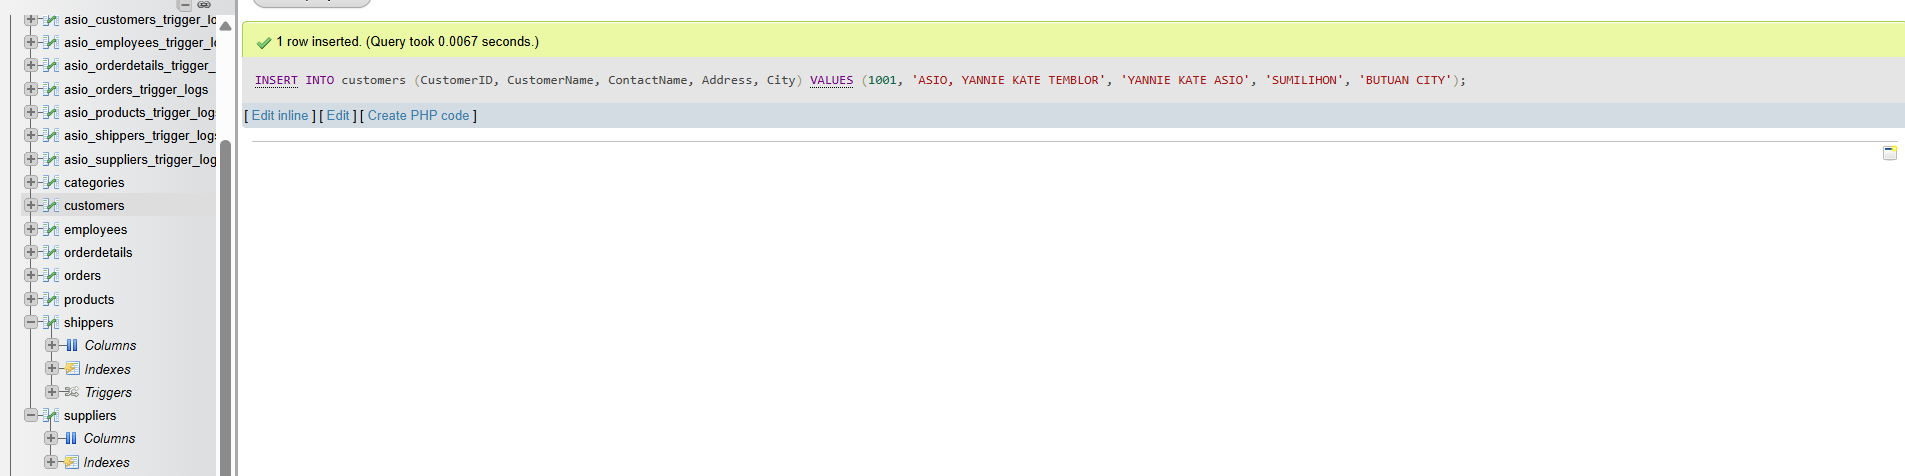 asio_customers_trigger_lo
asio_employees_trigger_l
asio_orderdetails_trigger_
asio_orders_trigger_logs
asio_products_trigger_log
asio_shippers_trigger_log
asio_suppliers_trigger_log
categories
customers
employees
orderdetails
orders
products
shippers
Columns
Indexes
Triggers
suppliers
Columns
Indexes
1 row inserted. (Query took 0.0067 seconds.)
INSERT INTO customers (CustomerID, CustomerName, ContactName, Address, City) VALUES (1001, 'ASIO, YANNIE KATE TEMBLOR', 'YANNIE KATE ASIO', 'SUMILIHON', 'BUTUAN CITY');
[ Edit inline ] [ Edit ] [ Create PHP code ]